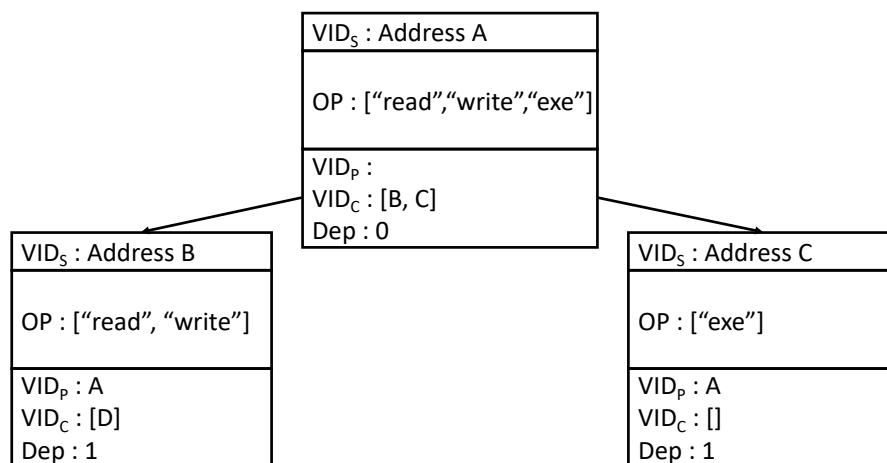 VIDS : Address A
OP : [“read”,“write”,“exe”]
VIDP :
VIDC : [B, C]
Dep : 0
VIDS : Address B
OP : [“read”, “write”]
VIDP : A
VIDC : [D]
Dep : 1
VIDS : Address C
OP : [“exe”]
VIDP : A
VIDC : []
Dep : 1